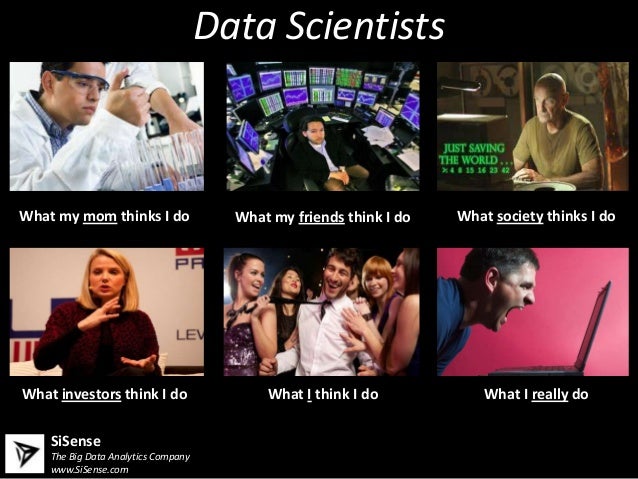 Data Scientists
JUST SAVING
THE WORLD . . .
>: 4 8 15 16 23 42
What my mom thinks I do
What my friends think I do
What society thinks I do
PR
LEV
What investors think I do
What I think I do
What I really do
SiSense
The Big Data Analytics Company
www.SiSense.com